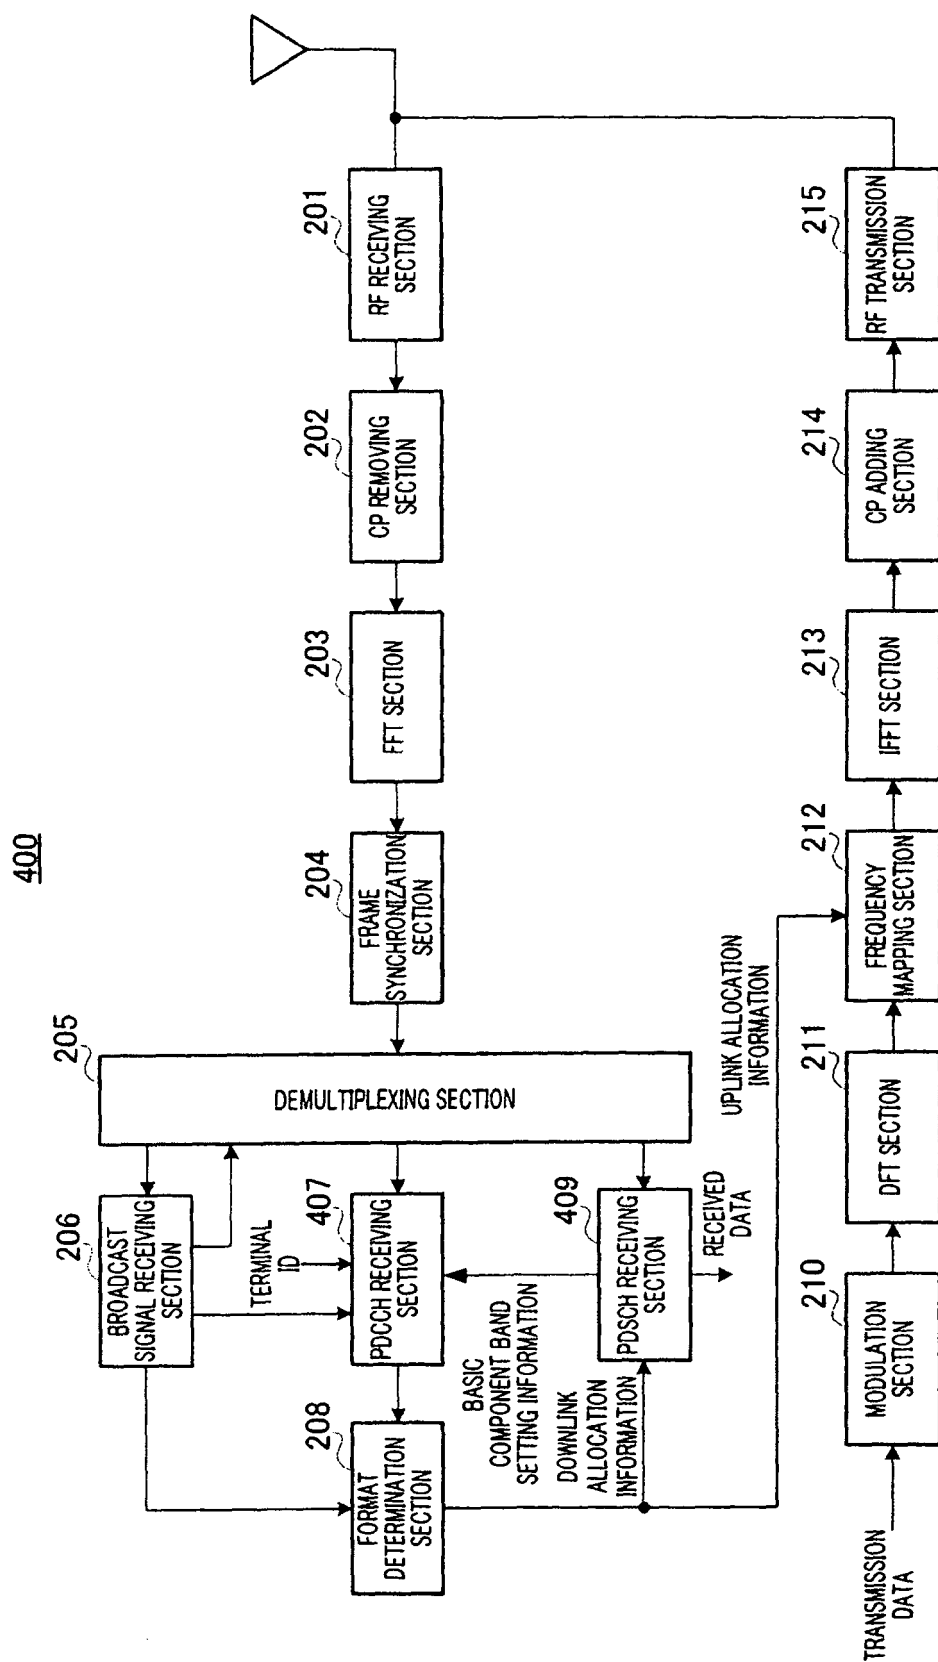 400
201
RF RECEIVING
SECTION
202
CP REMOVING
SECTION
203
FFT SECTION
204
FRAME
SYNCHRONIZATION
SECTION
205
DEMULTIPLEXING SECTION
206
BROADCAST
SIGNAL RECEIVING
SECTION
TERMINAL
ID
407
PDCCH RECEIVING
SECTION
409
PDSCH RECEIVING
SECTION
RECEIVED
DATA
208
FORMAT
DETERMINATION
SECTION
BASIC
COMPONENT BAND
SETTING INFORMATION
DOWNLINK
ALLOCATION
INFORMATION
UPLINK ALLOCATION
INFORMATION
TRANSMISSION
DATA
210
MODULATION
SECTION
211
DFT SECTION
212
FREQUENCY
MAPPING SECTION
213
IFFT SECTION
214
CP ADDING
SECTION
215
RF TRANSMISSION
SECTION